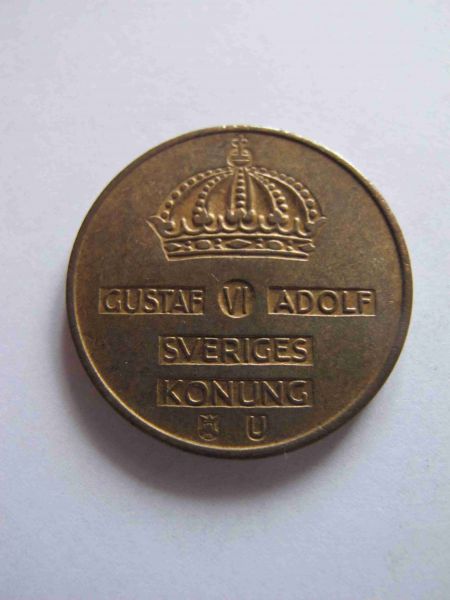 GUSTAF VI ADOLF
SVERIGES
KONUNG
U